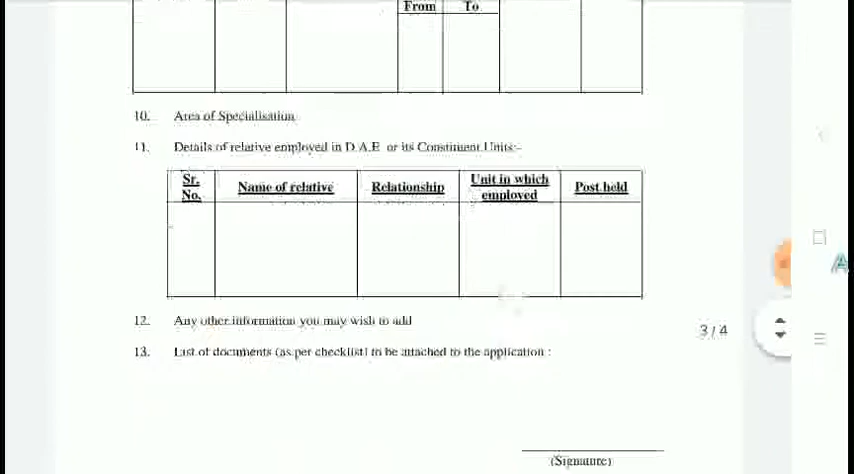 From To
10. Area of Specialisation
11. Details of relative employed in D.A.E or its Constituent Units:-
Sr. No. Name of relative Relationship Unit in which employed Post held
12. Any other information you may wish to add
13. List of documents (as per checklist) to be attached to the application :
3 / 4
(Signature)
A